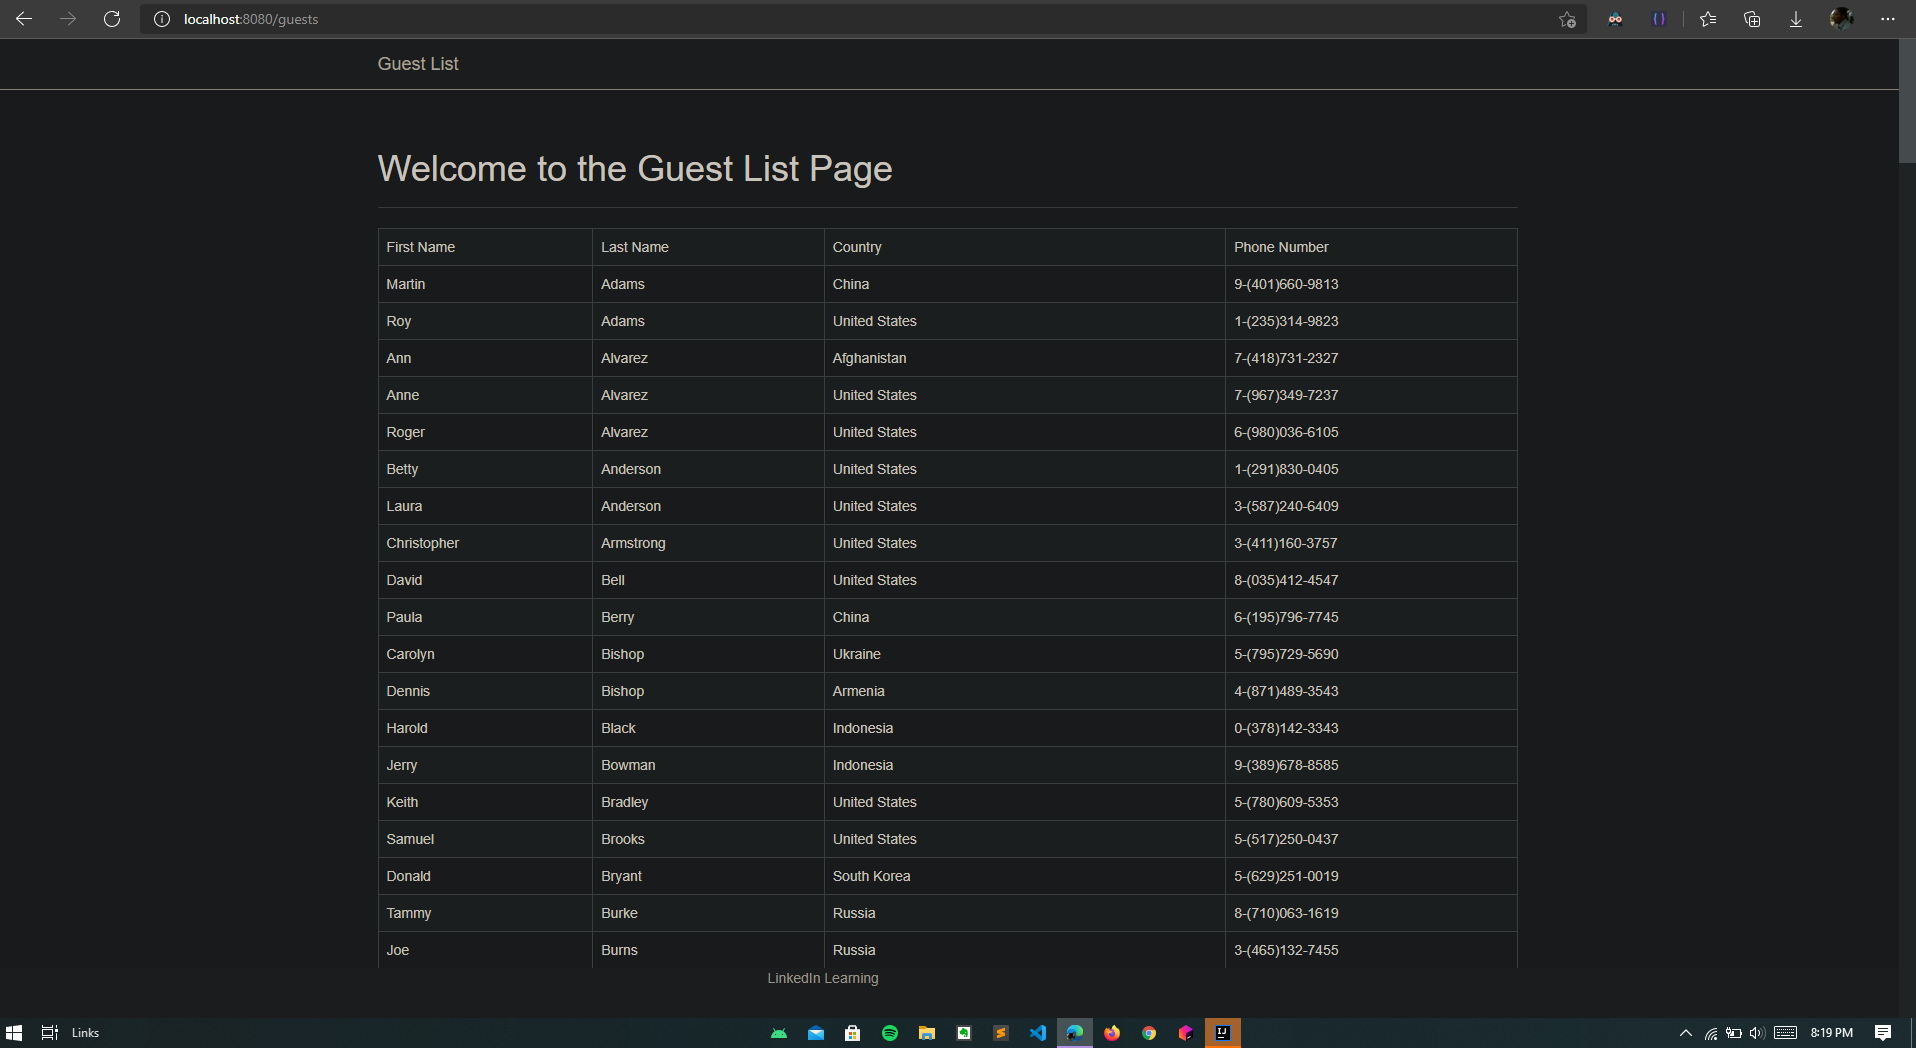 localhost:8080/guests
Guest List
Welcome to the Guest List Page
First Name Last Name Country Phone Number
Martin Adams China 9-(401)660-9813
Roy Adams United States 1-(235)314-9823
Ann Alvarez Afghanistan 7-(418)731-2327
Anne Alvarez United States 7-(967)349-7237
Roger Alvarez United States 6-(980)036-6105
Betty Anderson United States 1-(291)830-0405
Laura Anderson United States 3-(587)240-6409
Christopher Armstrong United States 3-(411)160-3757
David Bell United States 8-(035)412-4547
Paula Berry China 6-(195)796-7745
Carolyn Bishop Ukraine 5-(795)729-5690
Dennis Bishop Armenia 4-(871)489-3543
Harold Black Indonesia 0-(378)142-3343
Jerry Bowman Indonesia 9-(389)678-8585
Keith Bradley United States 5-(780)609-5353
Samuel Brooks United States 5-(517)250-0437
Donald Bryant South Korea 5-(629)251-0019
Tammy Burke Russia 8-(710)063-1619
Joe Burns Russia 3-(465)132-7455
LinkedIn Learning
Links IJ 8:19 PM